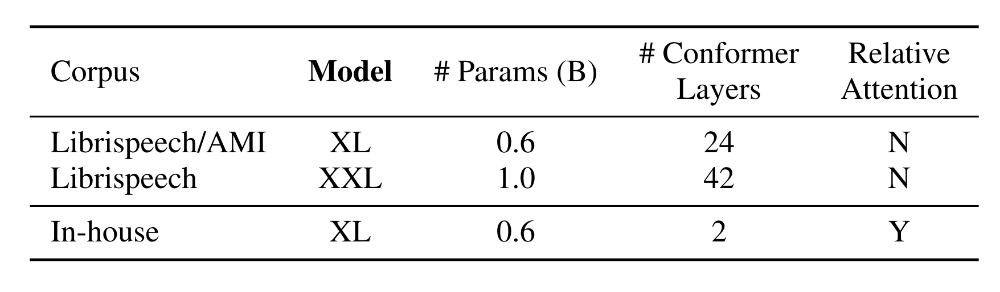 Corpus Model # Params (B) # Conformer Layers Relative Attention
Librispeech/AMI XL 0.6 24 N
Librispeech XXL 1.0 42 N
In-house XL 0.6 2 Y